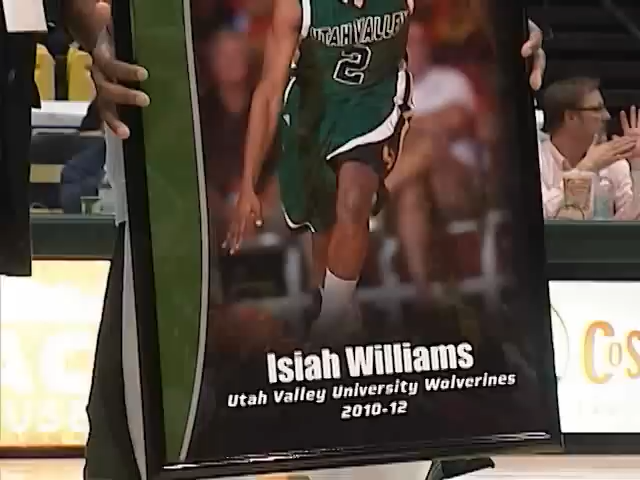 UTAH VALLEY
2
Isiah Williams
Utah Valley University Wolverines
2010-12